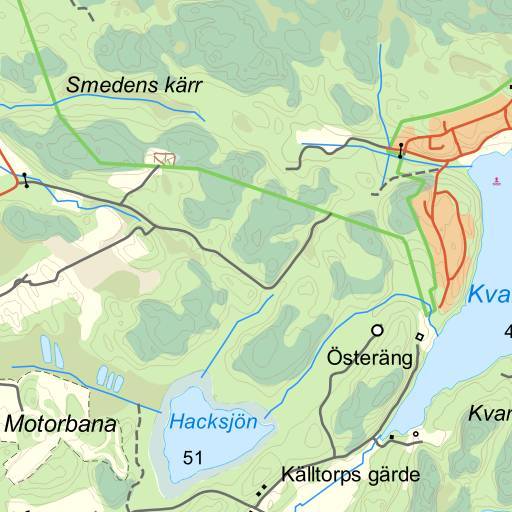 Smedens kärr
Kva
4
Österäng
Hacksjön
Motorbana
Kvar
51
Källtorps gärde